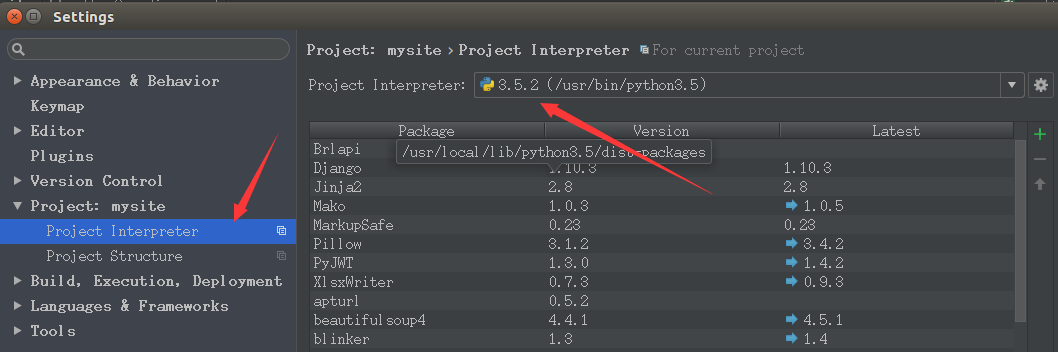 Settings
Project: mysite › Project Interpreter For current project
Appearance & Behavior
Keymap
Editor
Plugins
Version Control
Project: mysite
Project Interpreter
Project Structure
Build, Execution, Deployment
Languages & Frameworks
Tools
Project Interpreter: 3.5.2 (/usr/bin/python3.5)
Package Version Latest
Brlapi
/usr/local/lib/python3.5/dist-packages
Django 1.10.3 1.10.3
Jinja2 2.8 2.8
Mako 1.0.3 1.0.5
MarkupSafe 0.23 0.23
Pillow 3.1.2 3.4.2
PyJWT 1.3.0 1.4.2
XlsxWriter 0.7.3 0.9.3
apturl 0.5.2
beautifulsoup4 4.4.1 4.5.1
blinker 1.3 1.4